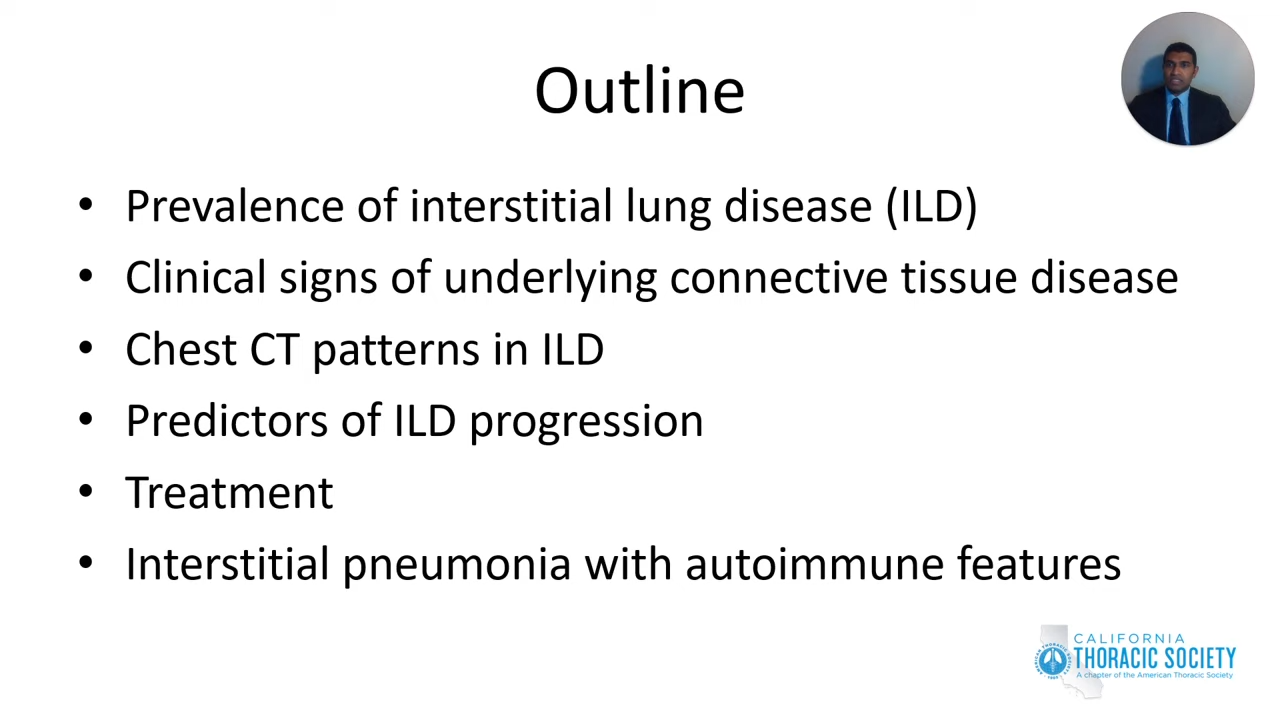 Outline
• Prevalence of interstitial lung disease (ILD)
• Clinical signs of underlying connective tissue disease
• Chest CT patterns in ILD
• Predictors of ILD progression
• Treatment
• Interstitial pneumonia with autoimmune features
CALIFORNIA
THORACIC SOCIETY
A chapter of the American Thoracic Society